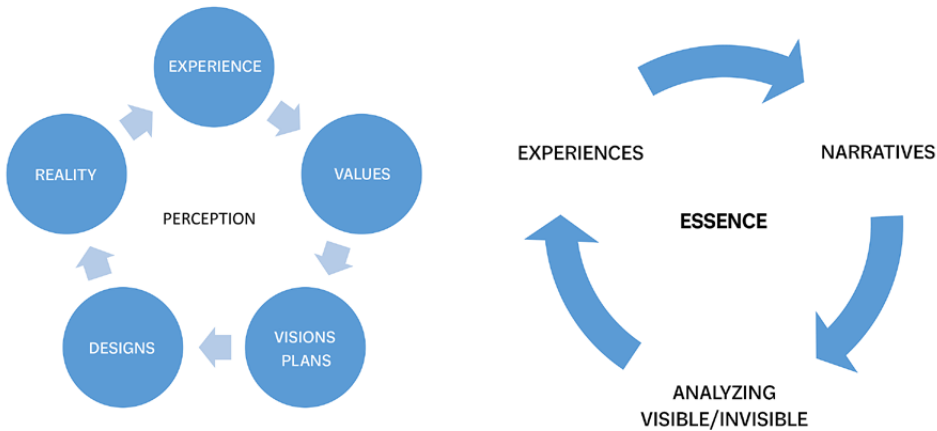 EXPERIENCE
VALUES
VISIONS
PLANS
DESIGNS
REALITY
PERCEPTION
EXPERIENCES
NARRATIVES
ESSENCE
ANALYZING
VISIBLE/INVISIBLE